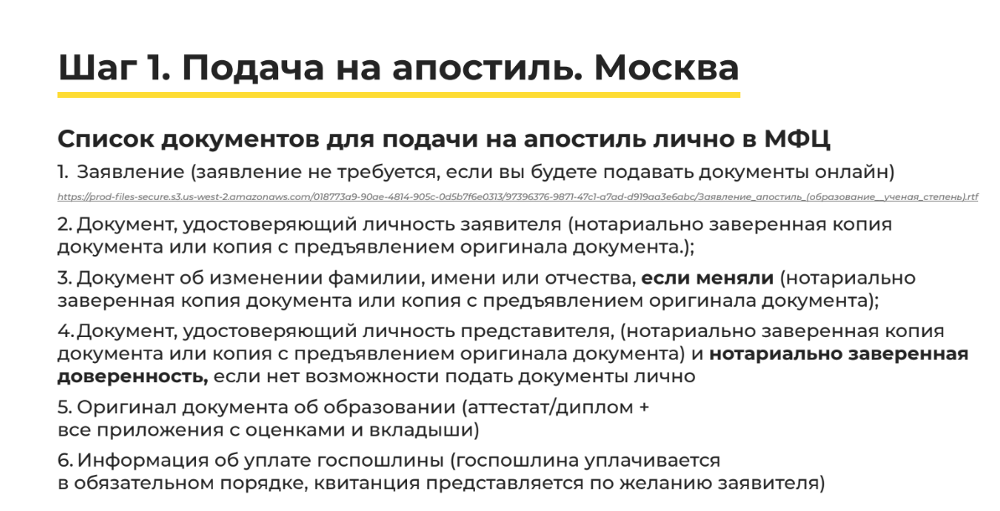 Шаг 1. Подача на апостиль. Москва
Список документов для подачи на апостиль лично в МФЦ
1. Заявление (заявление не требуется, если вы будете подавать документы онлайн)
https://prod-files-secure.s3.us-west-2.amazonaws.com/018773a9-90ae-4814-905c-0d5b7f6e0313/97396376-9871-47c1-a7ad-d919aa3e6abc/Заявление_апостиль_(образование__ученая_степень).rtf
2. Документ, удостоверяющий личность заявителя (нотариально заверенная копия
документа или копия с предъявлением оригинала документа.);
3. Документ об изменении фамилии, имени или отчества, если меняли (нотариально
заверенная копия документа или копия с предъявлением оригинала документа);
4. Документ, удостоверяющий личность представителя, (нотариально заверенная копия
документа или копия с предъявлением оригинала документа) и нотариально заверенная
доверенность, если нет возможности подать документы лично
5. Оригинал документа об образовании (аттестат/диплом +
все приложения с оценками и вкладыши)
6. Информация об уплате госпошлины (госпошлина уплачивается
в обязательном порядке, квитанция представляется по желанию заявителя)